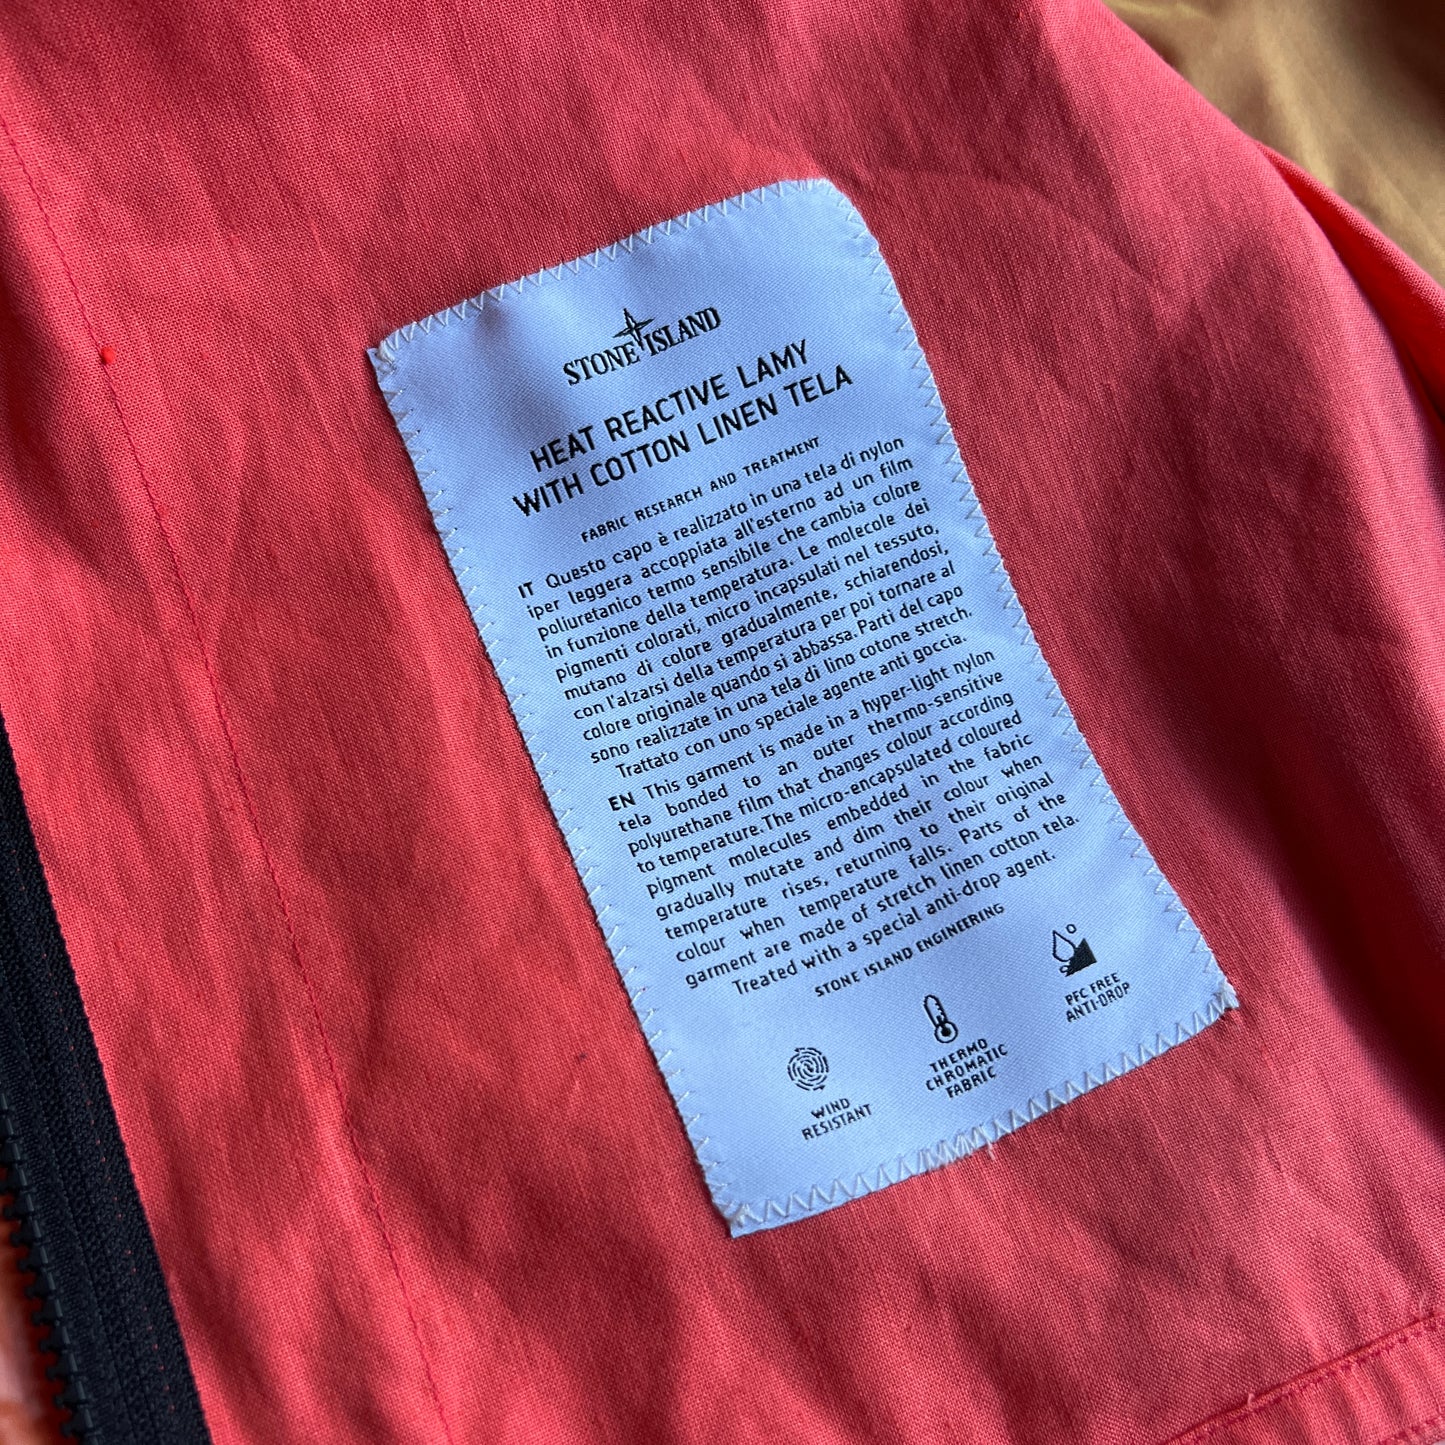 STONE ISLAND
HEAT REACTIVE LAMY
WITH COTTON LINEN TELA
FABRIC RESEARCH AND TREATMENT
IT Questo capo è realizzato in una tela di nylon
iper leggera accoppiata all'esterno ad un film
poliuretanico termo sensibile che cambia colore
in funzione della temperatura. Le molecole dei
pigmenti colorati, micro incapsulati nel tessuto,
mutano di colore gradualmente, schiarendosi,
con l'alzarsi della temperatura per poi tornare al
colore originale quando si abbassa. Parti del capo
sono realizzate in una tela di lino cotone stretch.
Trattato con uno speciale agente anti goccia.
EN This garment is made in a hyper-light nylon
tela bonded to an outer thermo-sensitive
polyurethane film that changes colour according
to temperature. The micro-encapsulated coloured
pigment molecules embedded in the fabric
gradually mutate and dim their colour when
temperature rises, returning to their original
colour when temperature falls. Parts of the
garment are made of stretch linen cotton tela.
Treated with a special anti-drop agent.
STONE ISLAND ENGINEERING
WIND
RESISTANT
THERMO
CHROMATIC
FABRIC
PFC FREE
ANTI-DROP